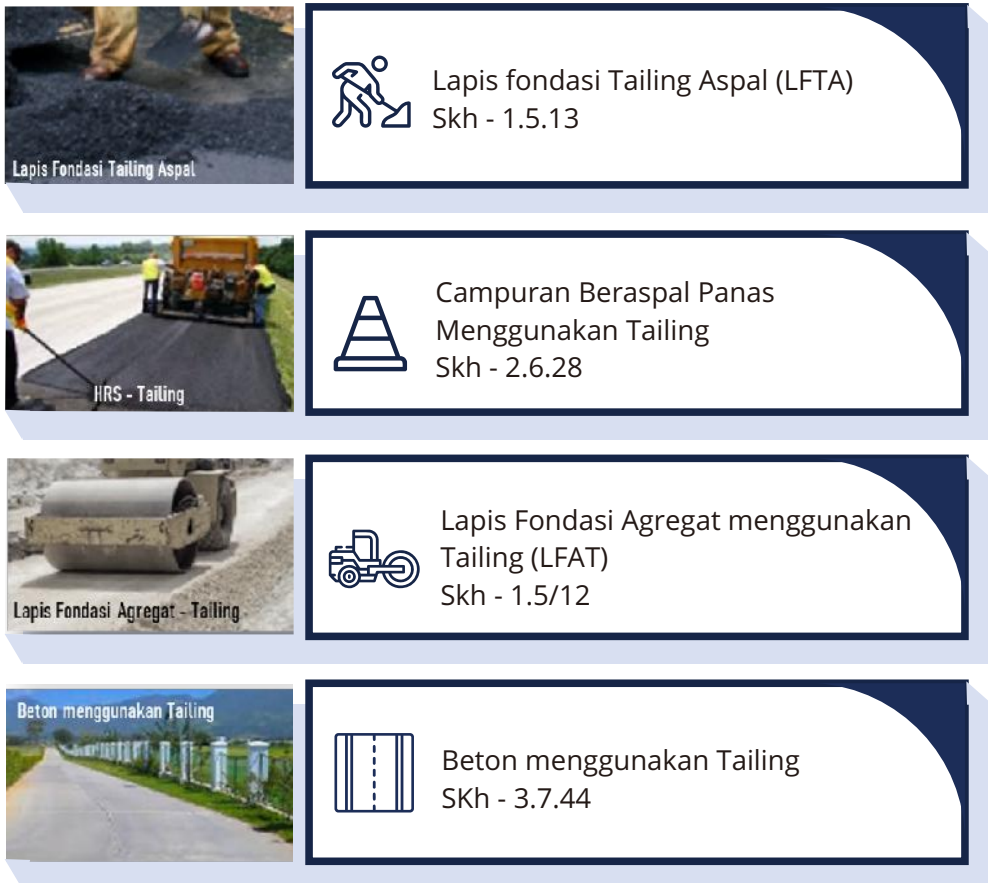 Lapis Fondasi Tailing Aspal
Lapis fondasi Tailing Aspal (LFTA)
Skh - 1.5.13
HRS - Tailing
Campuran Beraspal Panas
Menggunakan Tailing
Skh - 2.6.28
Lapis Fondasi Agregat - Tailing
Lapis Fondasi Agregat menggunakan
Tailing (LFAT)
Skh - 1.5/12
Beton menggunakan Tailing
Beton menggunakan Tailing
SKh - 3.7.44